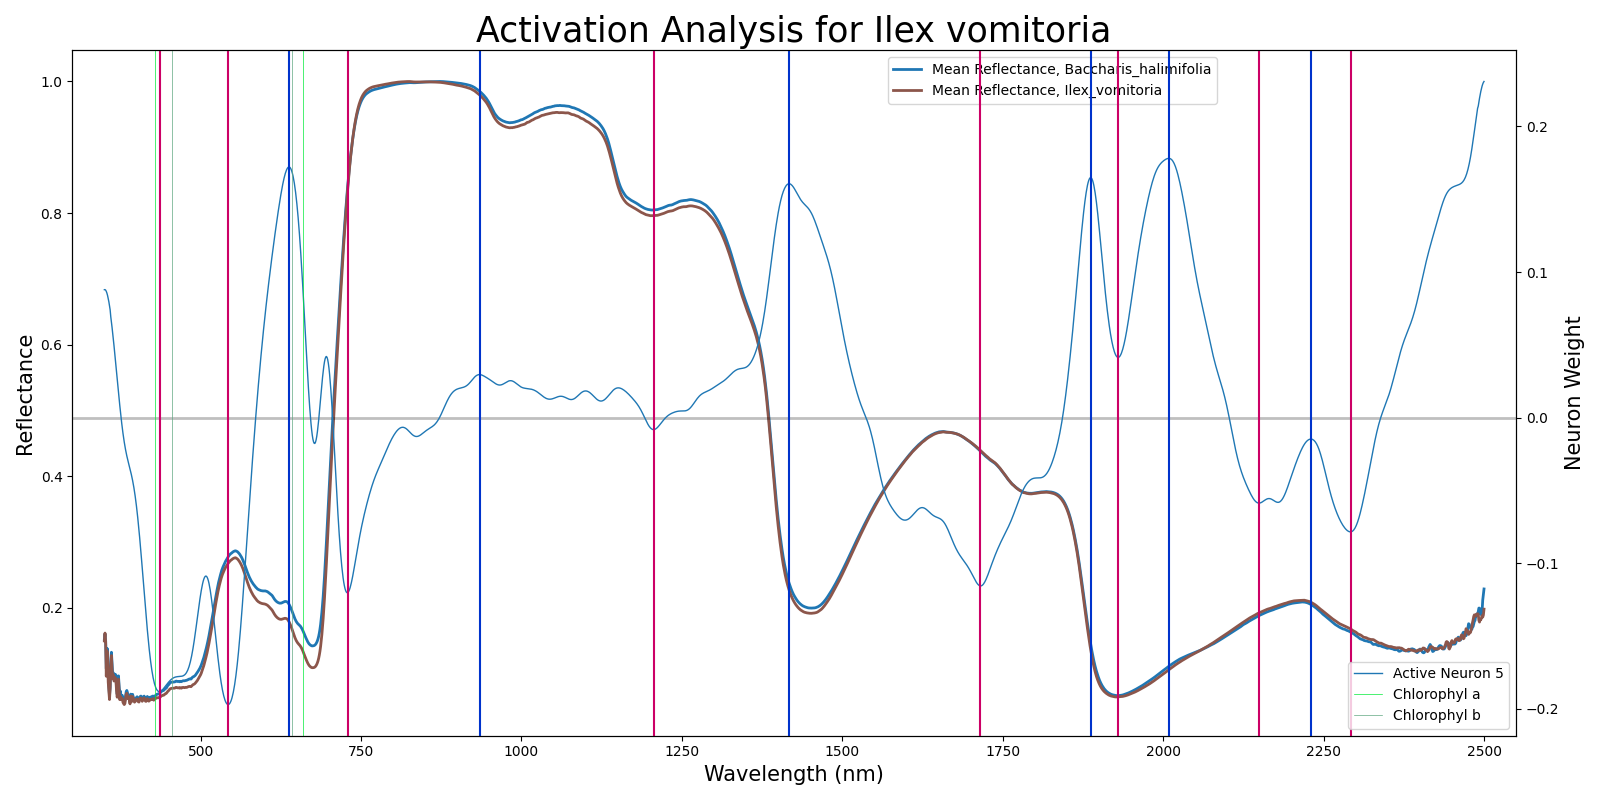 Activation Analysis for Ilex vomitoria
Mean Reflectance, Baccharis_halimifolia
Mean Reflectance, Ilex_vomitoria
1.0
0.8
0.6
0.4
0.2
Reflectance
0.2
0.1
0.0
−0.1
−0.2
Neuron Weight
Active Neuron 5
Chlorophyl a
Chlorophyl b
500
750
1000
1250
1500
1750
2000
2250
2500
Wavelength (nm)